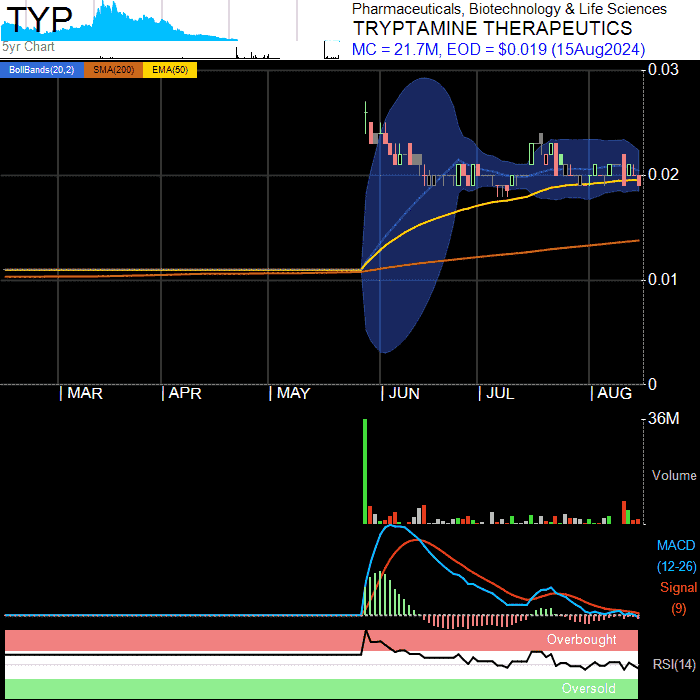 TYP
Pharmaceuticals, Biotechnology & Life Sciences
TRYPTAMINE THERAPEUTICS
5yr Chart
MC = 21.7M, EOD = $0.019 (15Aug2024)
BollBands(20,2) SMA(200) EMA(50)
0.03
0.02
0.01
0
MAR APR MAY JUN JUL AUG
36M
Volume
MACD
(12-26)
Signal
(9)
Overbought
RSI(14)
Oversold